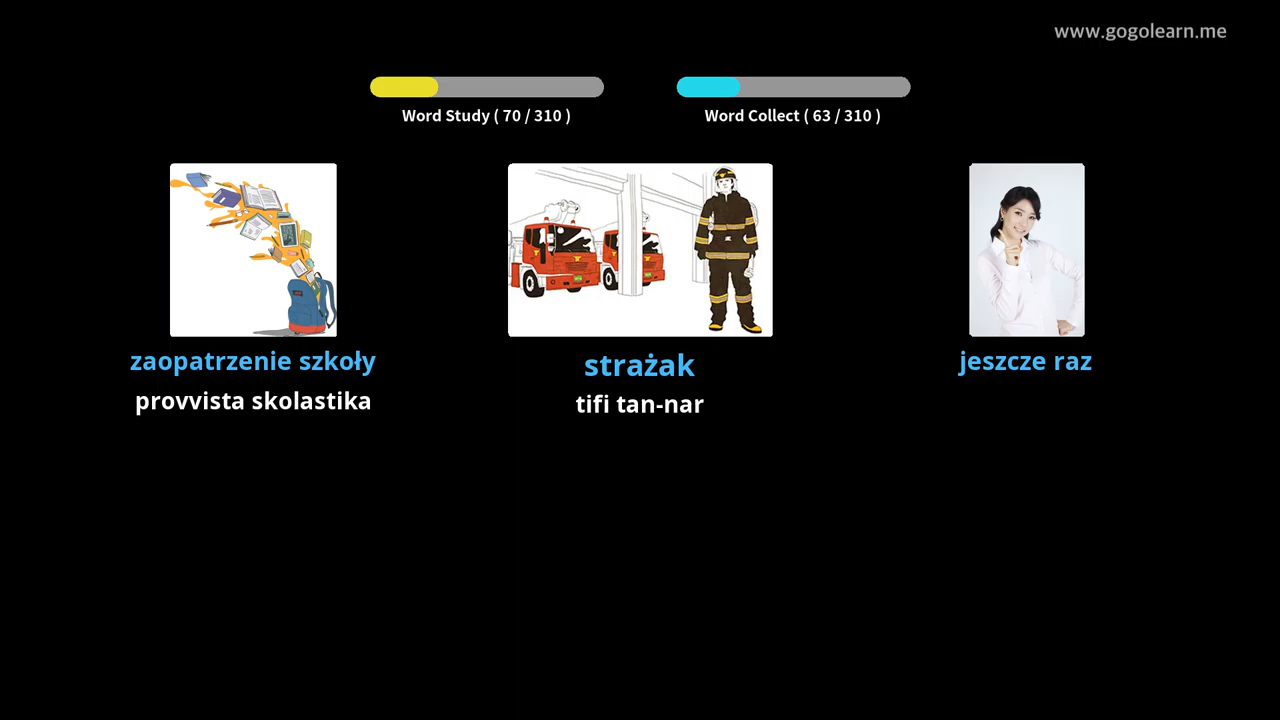 www.gogolearn.me
Word Study ( 70 / 310 )
Word Collect ( 63 / 310 )
zaopatrzenie szkoły
provvista skolastika
strażak
tifi tan-nar
jeszcze raz